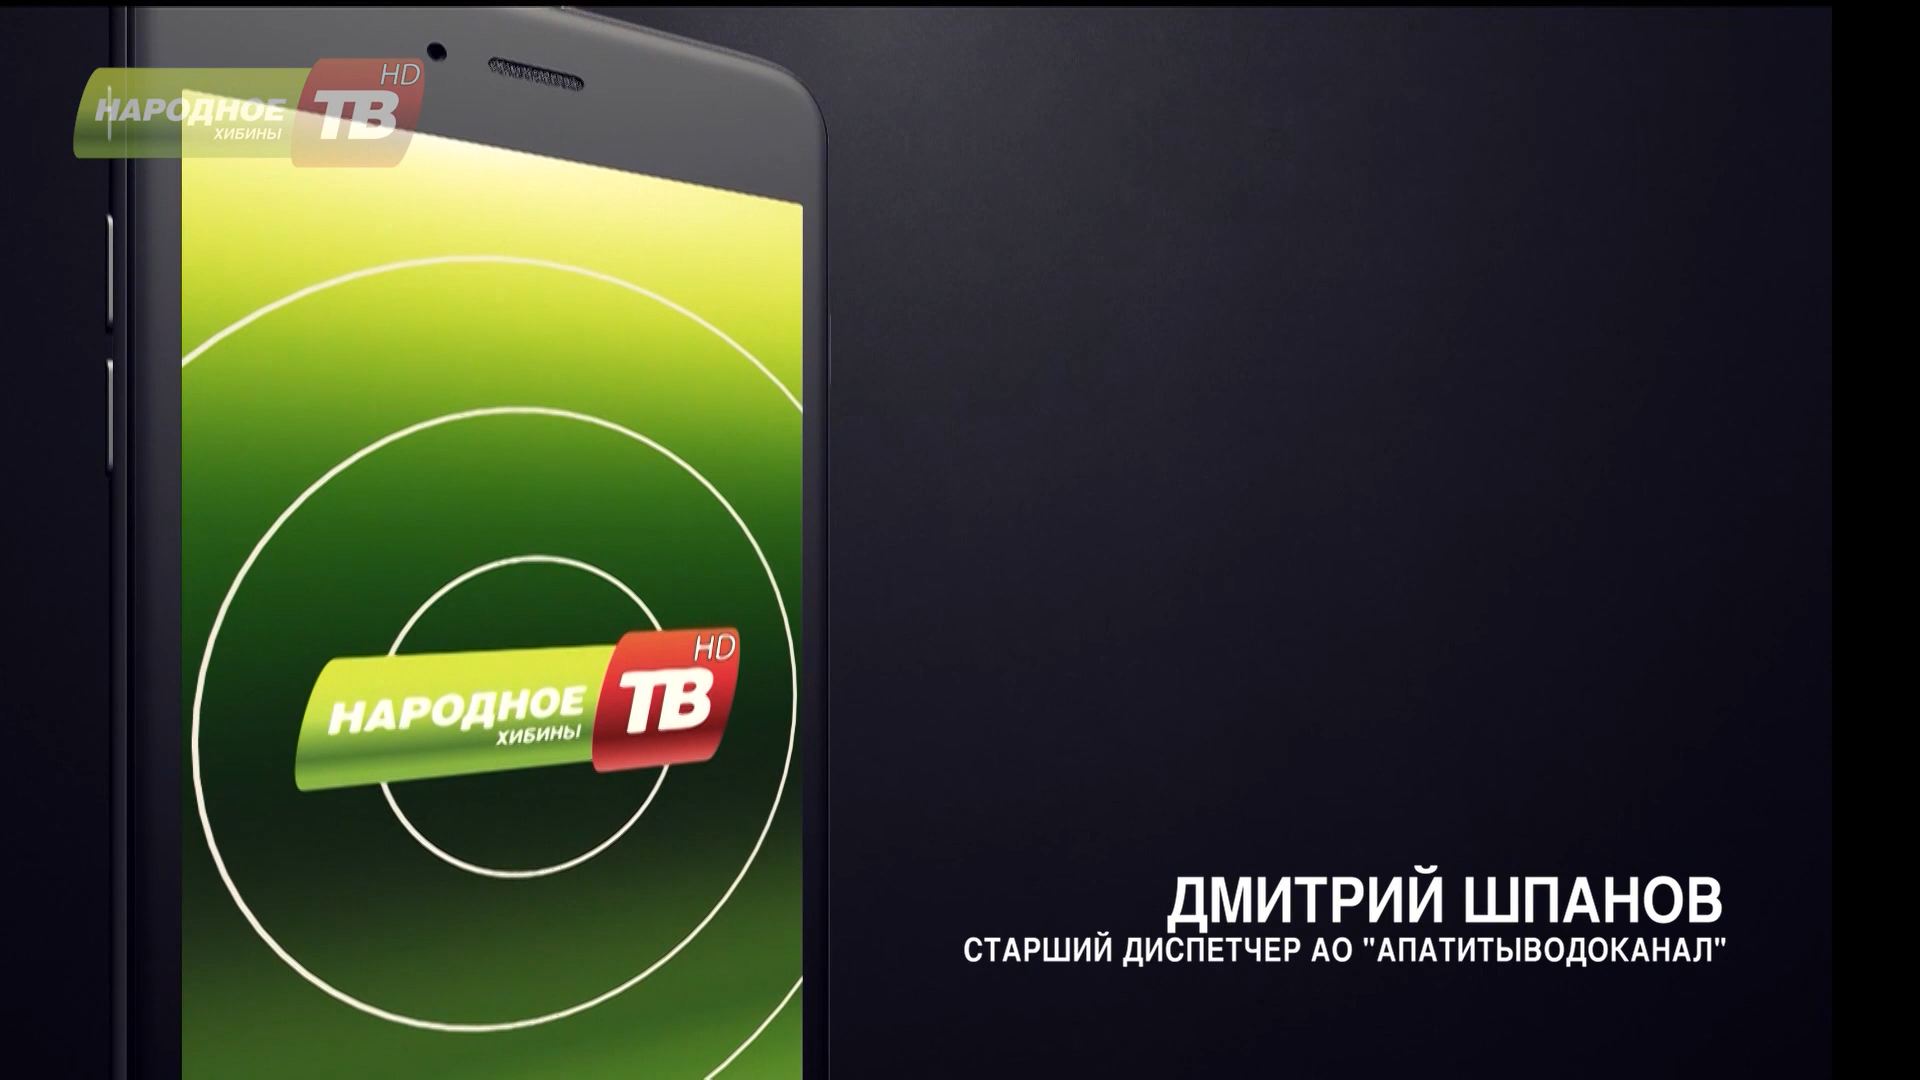 НАРОДНОЕ ТВ HD
ХИБИНЫ
НАРОДНОЕ ТВ HD
ХИБИНЫ
ДМИТРИЙ ШПАНОВ
СТАРШИЙ ДИСПЕТЧЕР АО "АПАТИТЫВОДОКАНАЛ"